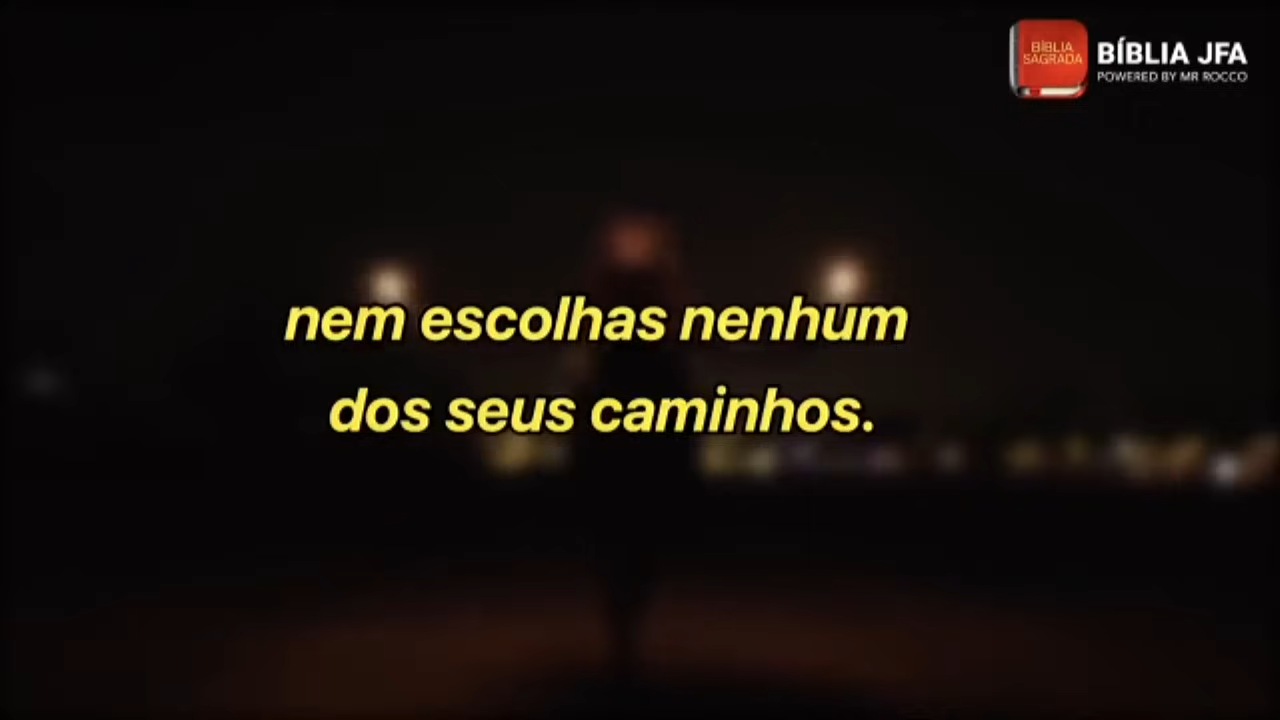 BÍBLIA
SAGRADA
BÍBLIA JFA
POWERED BY MR ROCCO
nem escolhas nenhum
dos seus caminhos.